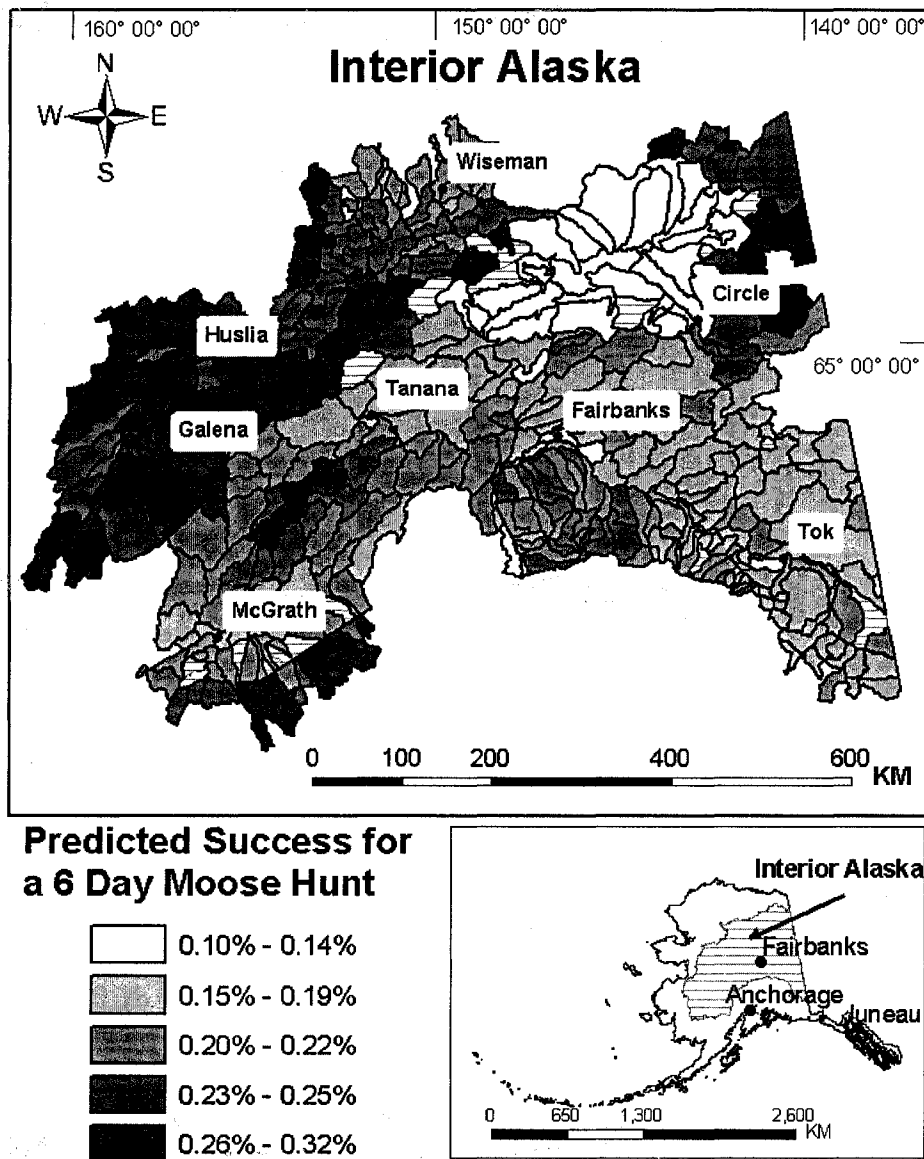 160° 00' 00" 150° 00' 00" 140° 00' 00"
Interior Alaska
N
W E
S
Wiseman
Circle
Huslia
65° 00' 00"
Tanana
Fairbanks
Galena
Tok
McGrath
0 100 200 400 600
KM
Predicted Success for
a 6 Day Moose Hunt
0.10% - 0.14%
0.15% - 0.19%
0.20% - 0.22%
0.23% - 0.25%
0.26% - 0.32%
Interior Alaska
Fairbanks
Anchorage
Juneau
0 650 1,300 2,600
KM